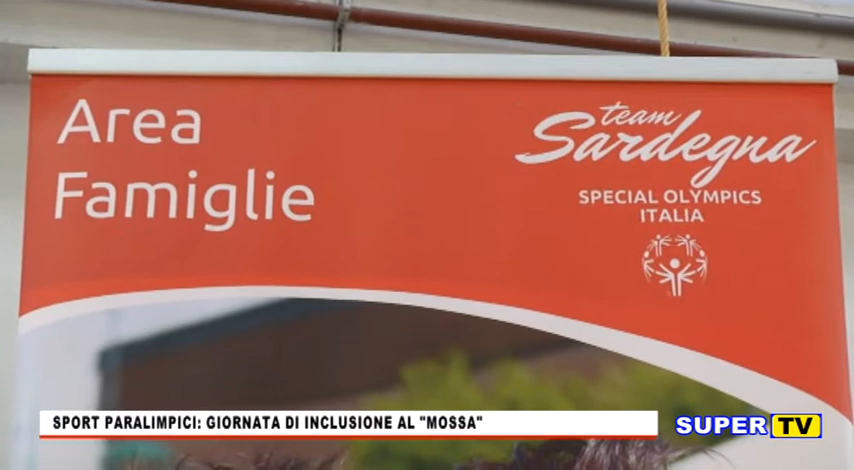 Area
Famiglie
team
Sardegna
SPECIAL OLYMPICS
ITALIA
SPORT PARALIMPICI: GIORNATA DI INCLUSIONE AL "MOSSA"
SUPER TV